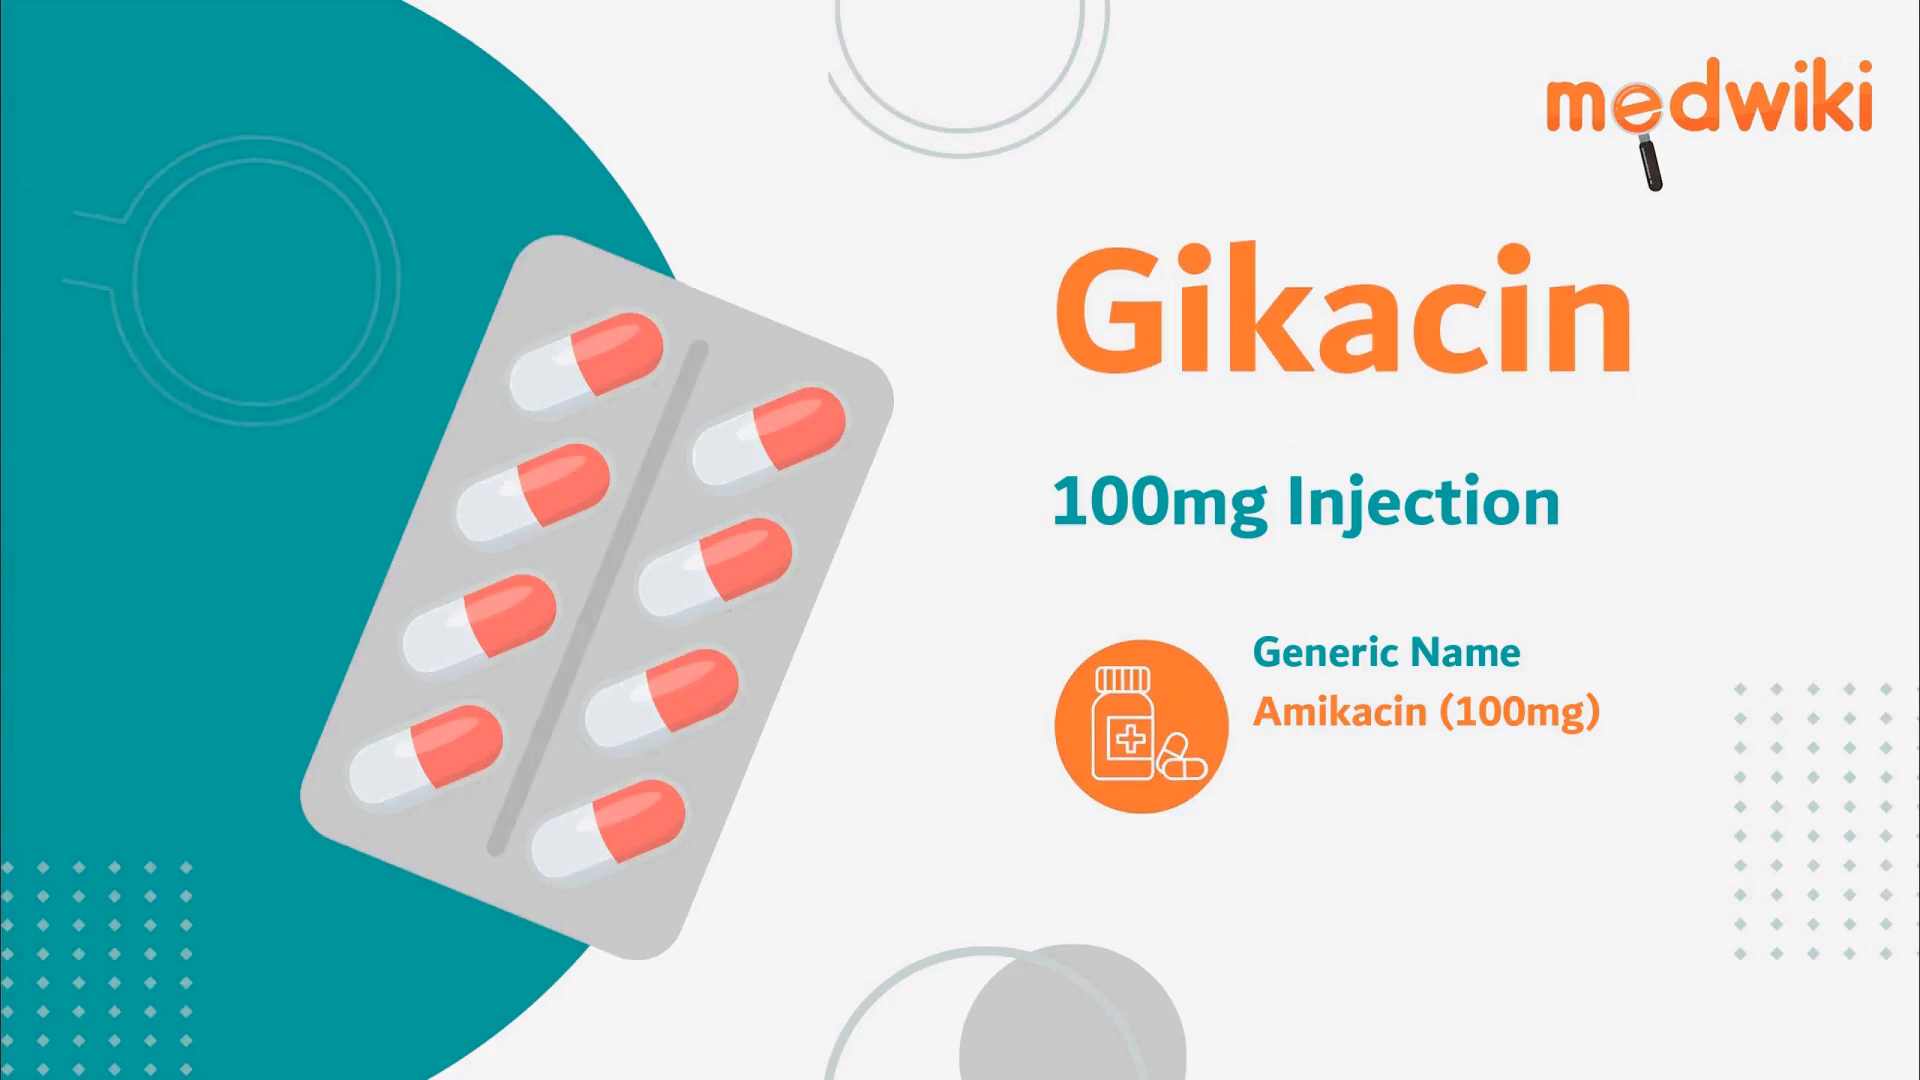 medwiki
Gikacin
100mg Injection
Generic Name
Amikacin (100mg)